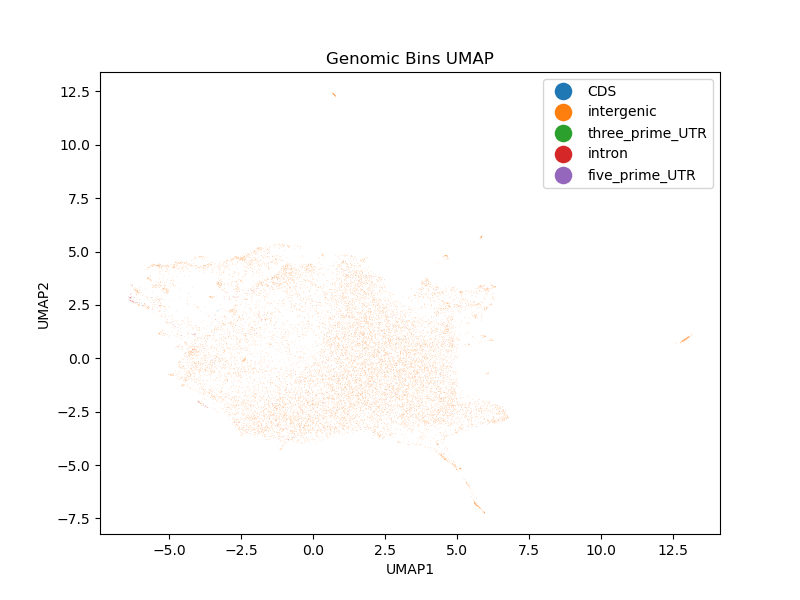 Genomic Bins UMAP
CDS
intergenic
three_prime_UTR
intron
five_prime_UTR
12.5
10.0
7.5
5.0
2.5
0.0
−2.5
−5.0
−7.5
UMAP2
−5.0 −2.5 0.0 2.5 5.0 7.5 10.0 12.5
UMAP1